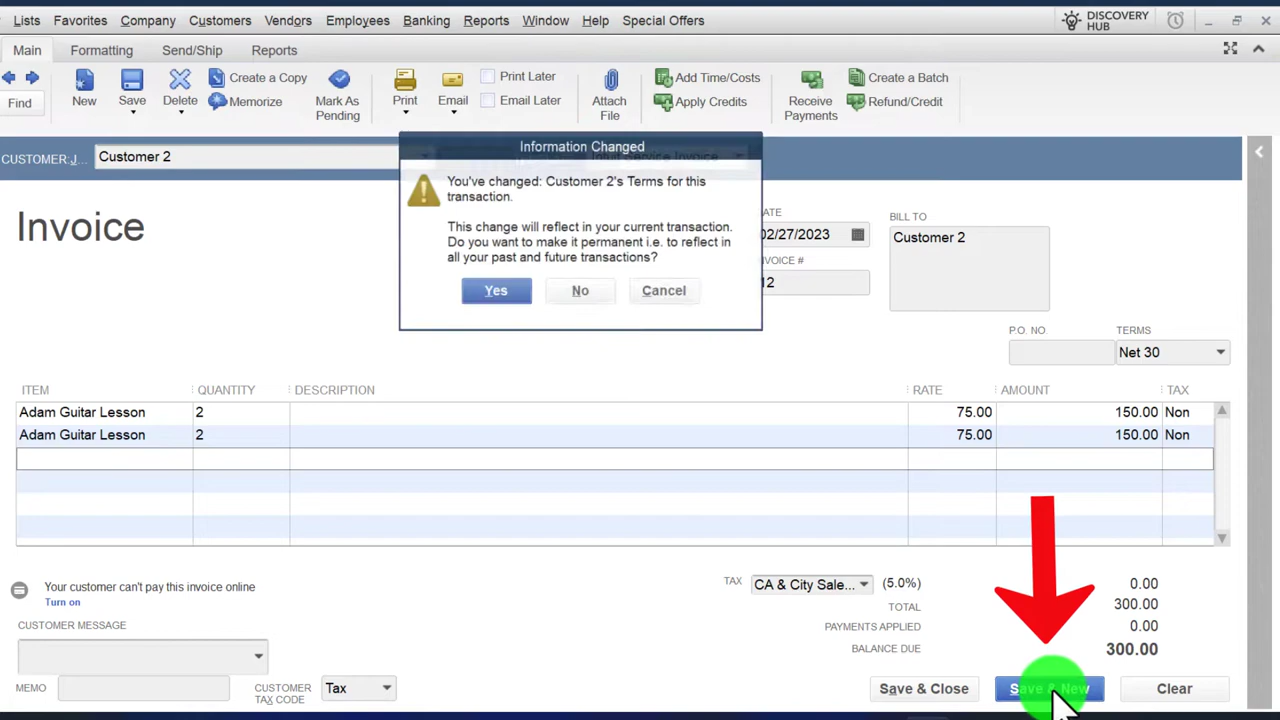 Lists Favorites Company Customers Vendors Employees Banking Reports Window Help Special Offers DISCOVERY HUB
Main Formatting Send/Ship Reports
Find New Save Delete Create a Copy Memorize Mark As Pending Print Email Print Later Email Later Attach File Add Time/Costs Apply Credits Receive Payments Create a Batch Refund/Credit
CUSTOMER:J... Customer 2 Intuit Service Invoice
Information Changed
You've changed: Customer 2's Terms for this
transaction.
This change will reflect in your current transaction.
Do you want to make it permanent i.e. to reflect in
all your past and future transactions?
Yes No Cancel
Invoice
ATE
02/27/2023
VOICE #
12
BILL TO
Customer 2
P.O. NO. TERMS
Net 30
ITEM QUANTITY DESCRIPTION RATE AMOUNT TAX
Adam Guitar Lesson 2 75.00 150.00 Non
Adam Guitar Lesson 2 75.00 150.00 Non
Your customer can't pay this invoice online
Turn on
TAX CA & City Sale... (5.0%) 0.00
TOTAL 300.00
PAYMENTS APPLIED 0.00
BALANCE DUE 300.00
CUSTOMER MESSAGE
MEMO CUSTOMER TAX CODE Tax
Save & Close Save & New Clear